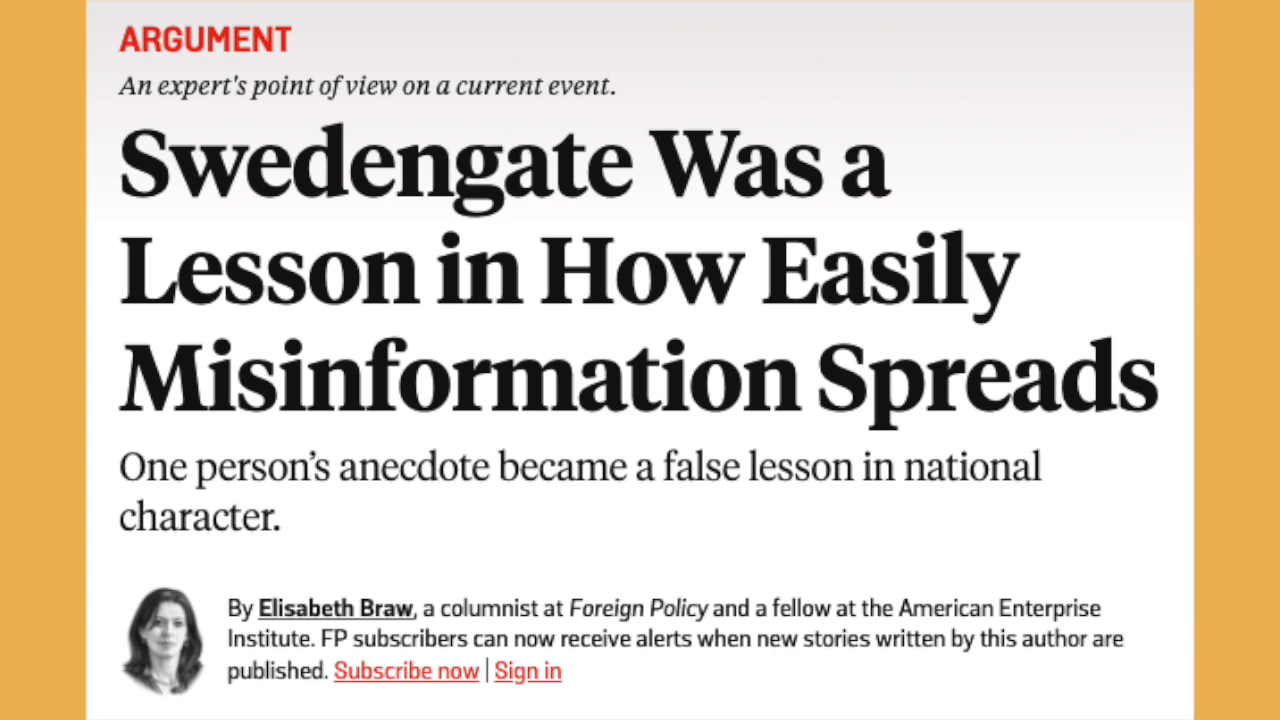 ARGUMENT
An expert's point of view on a current event.
Swedengate Was a
Lesson in How Easily
Misinformation Spreads
One person’s anecdote became a false lesson in national
character.
By Elisabeth Braw, a columnist at Foreign Policy and a fellow at the American Enterprise
Institute. FP subscribers can now receive alerts when new stories written by this author are
published. Subscribe now | Sign in